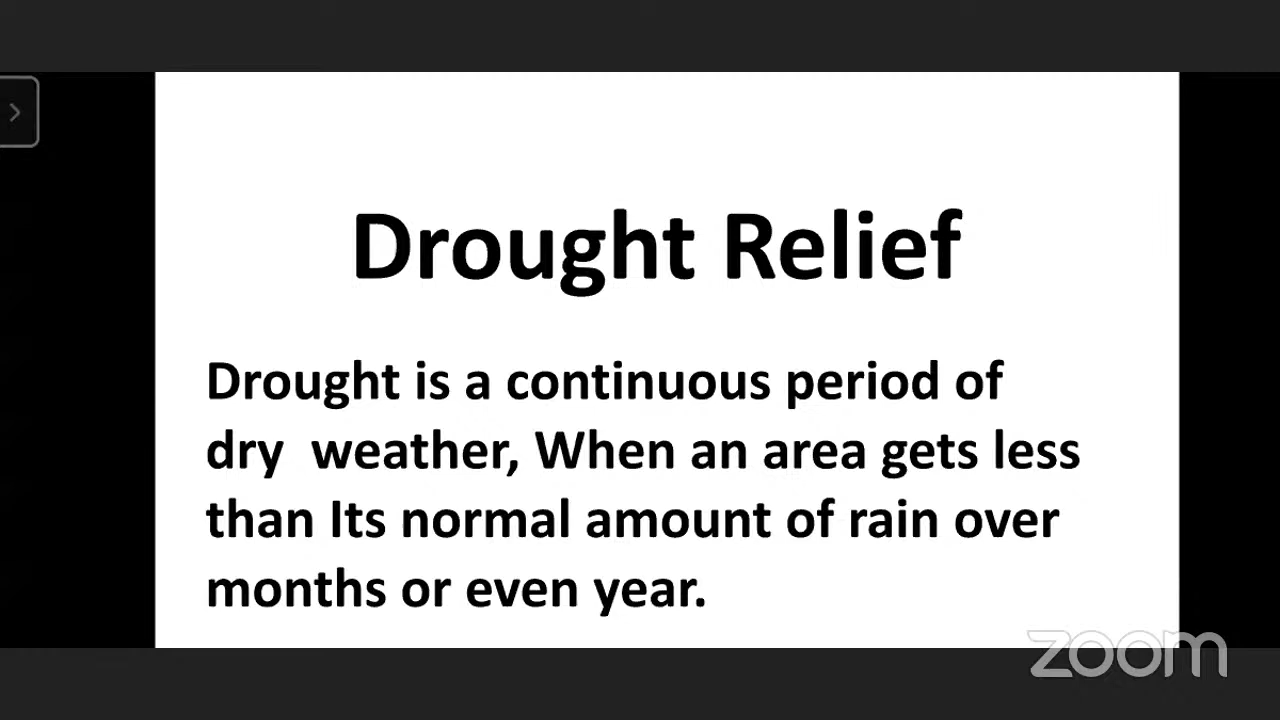 Drought Relief
Drought is a continuous period of
dry  weather, When an area gets less
than Its normal amount of rain over
months or even year.
zoom